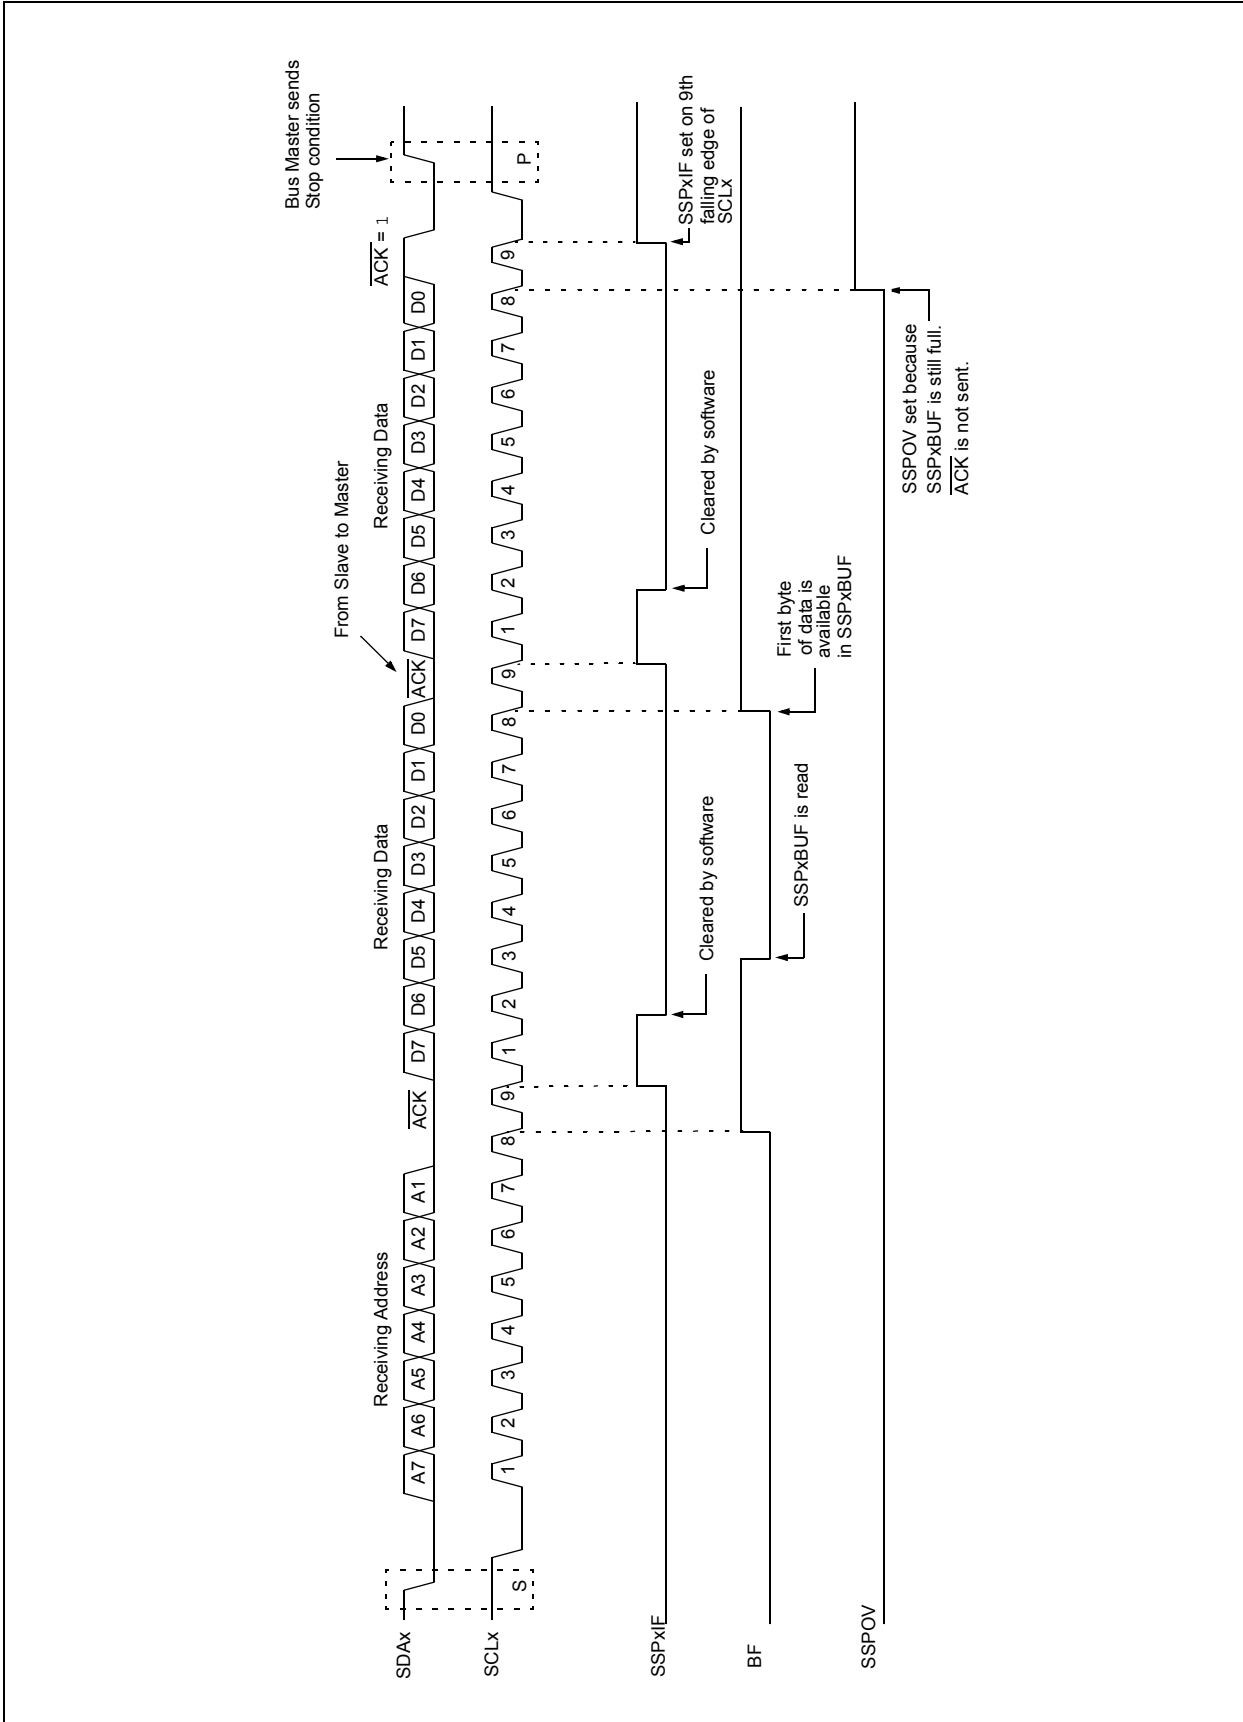 Bus Master sends
Stop condition
Receiving Address
Receiving Data
From Slave to Master
Receiving Data
ACK = 1
SDAx
A7 A6 A5 A4 A3 A2 A1
ACK
D7 D6 D5 D4 D3 D2 D1 D0
ACK
D7 D6 D5 D4 D3 D2 D1 D0
SCLx
S
1 2 3 4 5 6 7 8 9
1 2 3 4 5 6 7 8 9
1 2 3 4 5 6 7 8 9
P
SSPxIF
Cleared by software
Cleared by software
SSPxIF set on 9th
falling edge of
SCLx
BF
SSPxBUF is read
First byte
of data is
available
in SSPxBUF
SSPOV
SSPOV set because
SSPxBUF is still full.
ACK is not sent.